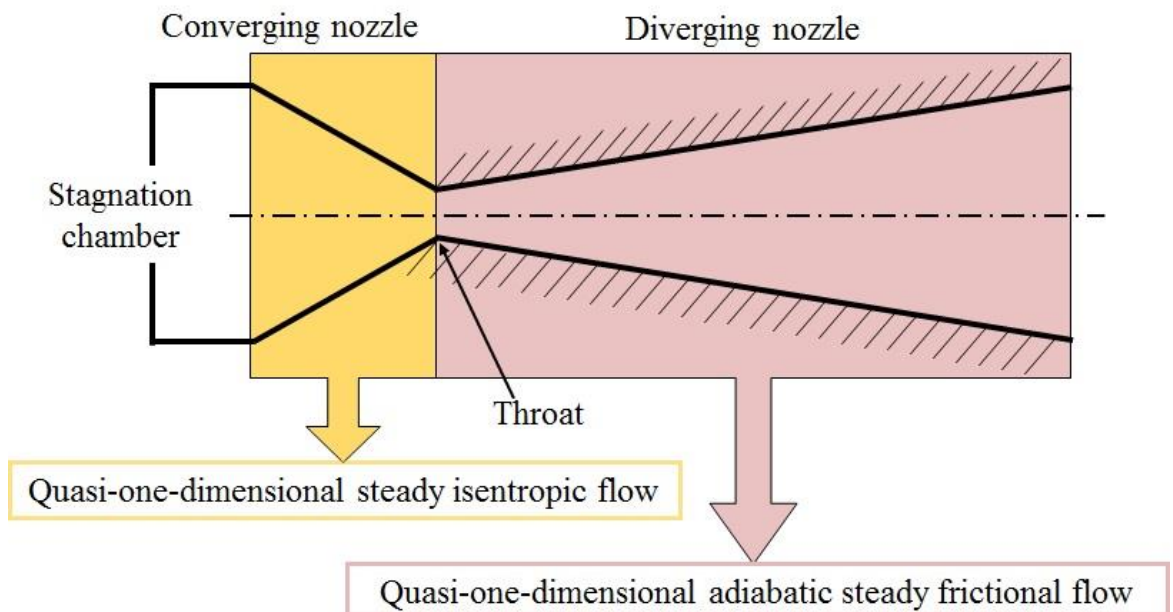 Converging nozzle
Diverging nozzle
Stagnation
chamber
Throat
Quasi-one-dimensional steady isentropic flow
Quasi-one-dimensional adiabatic steady frictional flow